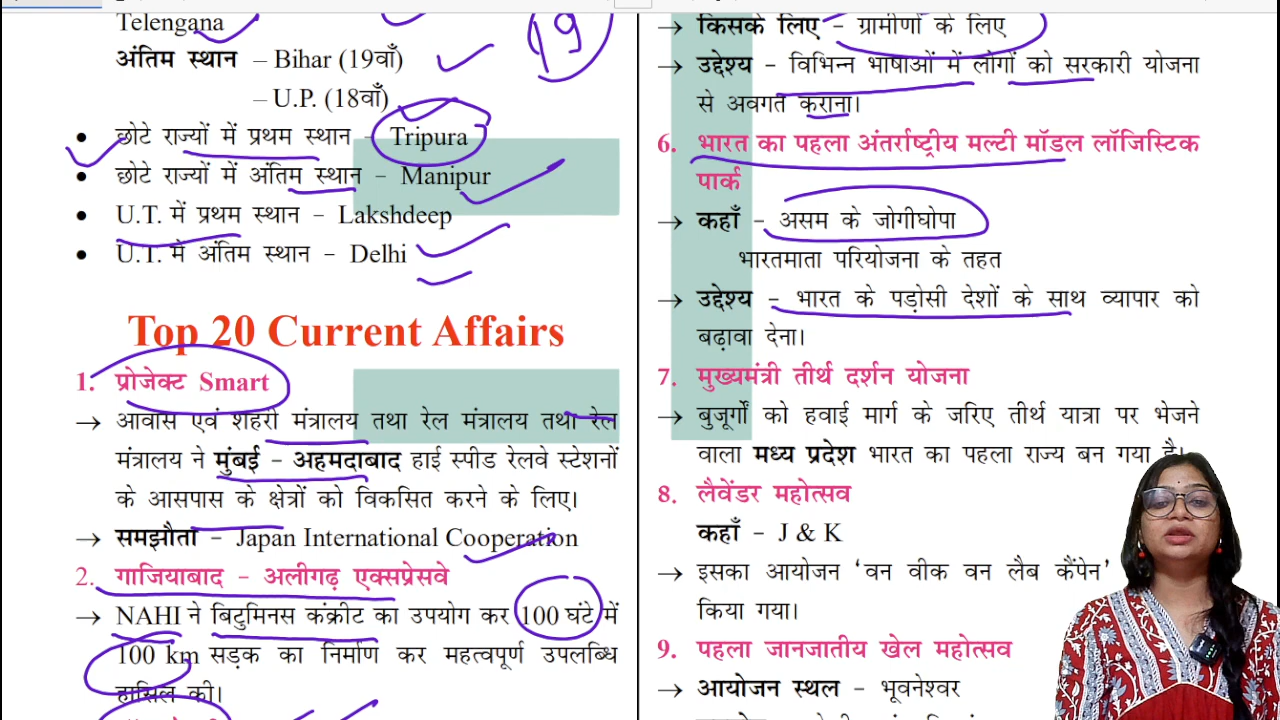 Telengana
अंतिम स्थान – Bihar (19वाँ)
– U.P. (18वाँ)
• छोटे राज्यों में प्रथम स्थान – Tripura
• छोटे राज्यों में अंतिम स्थान – Manipur
• U.T. में प्रथम स्थान – Lakshdeep
• U.T. में अंतिम स्थान – Delhi
19
Top 20 Current Affairs
1. प्रोजेक्ट Smart
→ आवास एवं शहरी मंत्रालय तथा रेल मंत्रालय तथा रेल
मंत्रालय ने मुंबई – अहमदाबाद हाई स्पीड रेलवे स्टेशनों
के आसपास के क्षेत्रों को विकसित करने के लिए।
→ समझौता – Japan International Cooperation
2. गाजियाबाद – अलीगढ़ एक्सप्रेसवे
→ NAHI ने बिटुमिनस कंक्रीट का उपयोग कर 100 घंटे में
100 km सड़क का निर्माण कर महत्वपूर्ण उपलब्धि
हासिल की।
→ किसके लिए – ग्रामीणों के लिए
→ उद्देश्य – विभिन्न भाषाओं में लोगों को सरकारी योजना
से अवगत कराना।
6. भारत का पहला अंतर्राष्ट्रीय मल्टी मॉडल लॉजिस्टिक
पार्क
→ कहाँ – असम के जोगीघोपा
भारतमाता परियोजना के तहत
→ उद्देश्य – भारत के पड़ोसी देशों के साथ व्यापार को
बढ़ावा देना।
7. मुख्यमंत्री तीर्थ दर्शन योजना
→ बुजूर्गों को हवाई मार्ग के जरिए तीर्थ यात्रा पर भेजने
वाला मध्य प्रदेश भारत का पहला राज्य बन गया है।
8. लैवेंडर महोत्सव
कहाँ – J & K
→ इसका आयोजन ‘वन वीक वन लैब कैंपेन’
किया गया।
9. पहला जानजातीय खेल महोत्सव
→ आयोजन स्थल – भूवनेश्वर